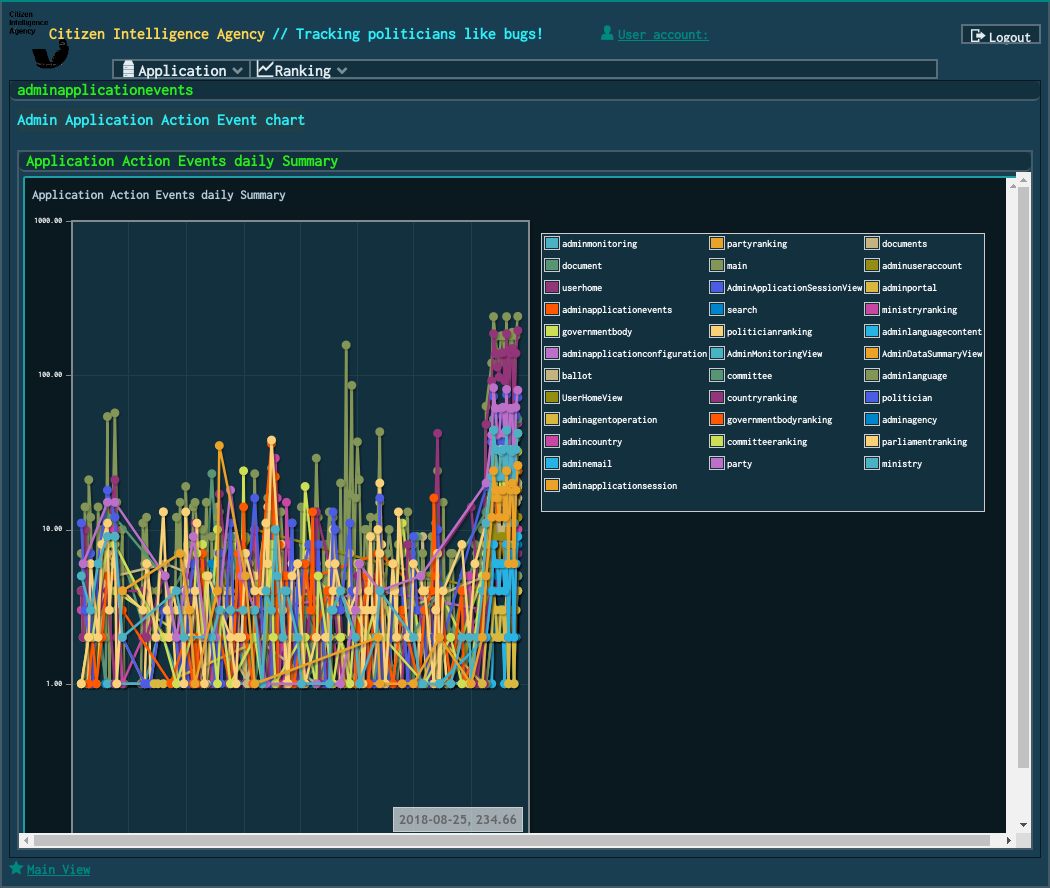 Citizen
Intelligence
Agency
Citizen Intelligence Agency // Tracking politicians like bugs!
User account:
Logout
Application
Ranking
adminapplicationevents
Admin Application Action Event chart
Application Action Events daily Summary
Application Action Events daily Summary
1000.00
100.00
10.00
1.00
adminmonitoring partyranking documents
document main adminuseraccount
userhome AdminApplicationSessionView adminportal
adminapplicationevents search ministryranking
governmentbody politicianranking adminlanguagecontent
adminapplicationconfiguration AdminMonitoringView AdminDataSummaryView
ballot committee adminlanguage
UserHomeView countryranking politician
adminagentoperation governmentbodyranking adminagency
admincountry committeeranking parliamentranking
adminemail party ministry
adminapplicationsession
2018-08-25, 234.66
Main View